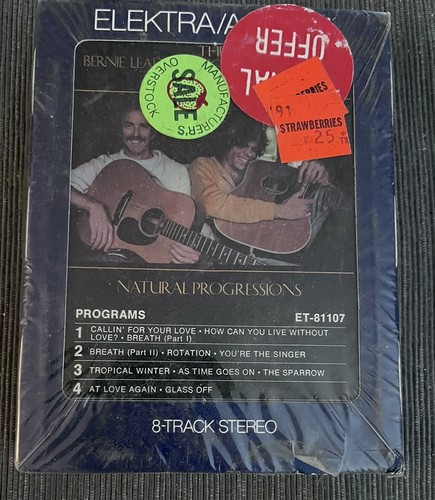 ELEKTRA/A
TH
BERNIE LEA
MANUFACTURER'S
SALE
OVERSTOCK
OFFER
91
STRAWBERRIES
.25
NATURAL PROGRESSIONS
PROGRAMS ET-81107
1 CALLIN' FOR YOUR LOVE • HOW CAN YOU LIVE WITHOUT
LOVE? • BREATH (Part I)
2 BREATH (Part II) • ROTATION • YOU'RE THE SINGER
3 TROPICAL WINTER • AS TIME GOES ON • THE SPARROW
4 AT LOVE AGAIN • GLASS OFF
8-TRACK STEREO